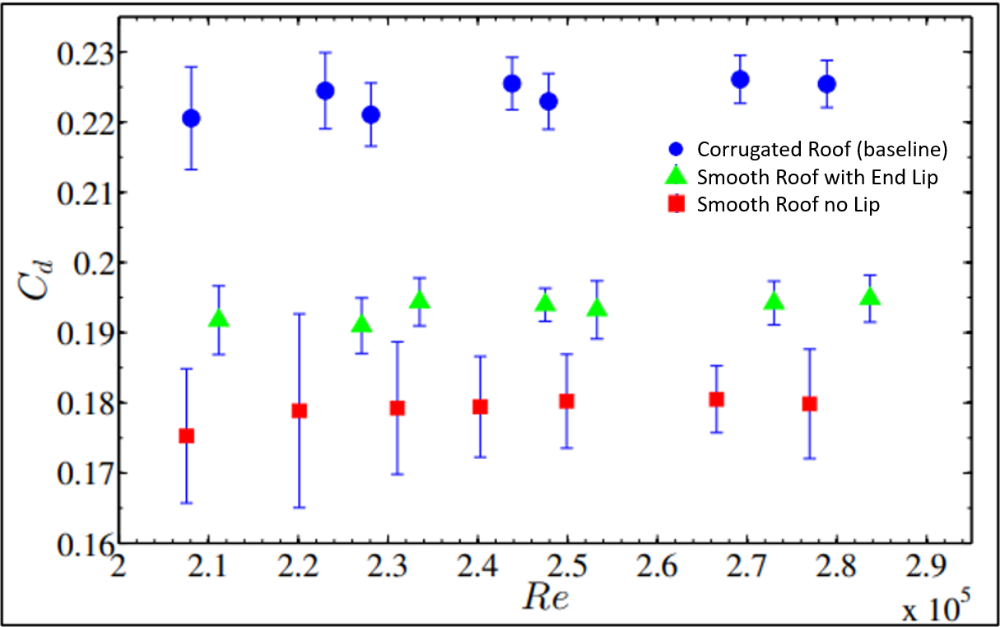 0.23
0.22
0.21
0.2
0.19
0.18
0.17
0.16
C_d
Corrugated Roof (baseline)
Smooth Roof with End Lip
Smooth Roof no Lip
2 2.1 2.2 2.3 2.4 2.5 2.6 2.7 2.8 2.9
Re
x 10⁵